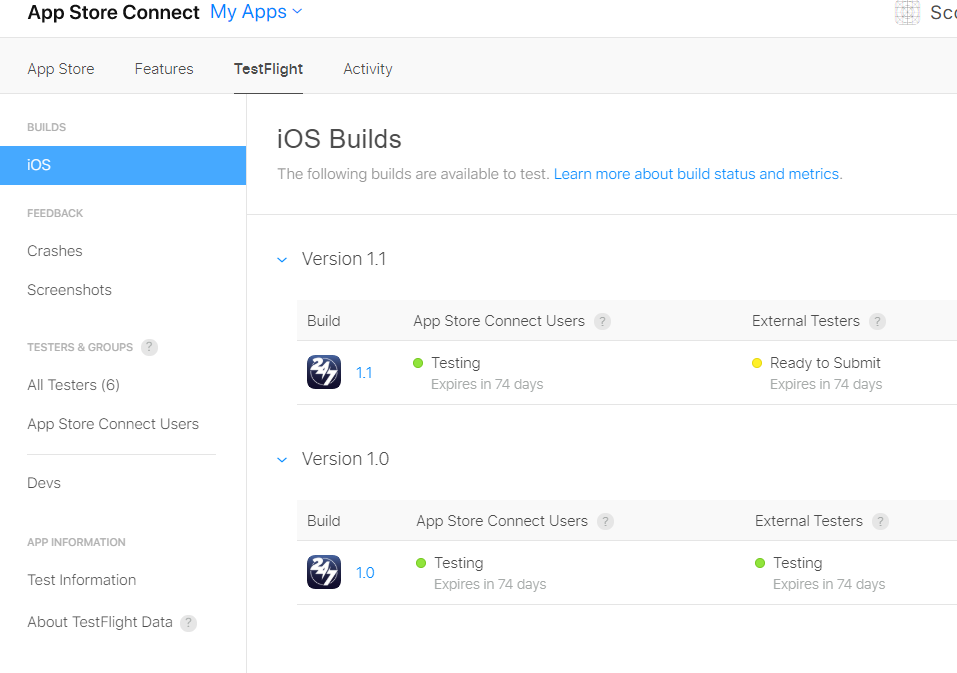 App Store Connect My Apps
App Store Features TestFlight Activity
BUILDS
iOS
FEEDBACK
Crashes
Screenshots
TESTERS & GROUPS ?
All Testers (6)
App Store Connect Users
Devs
APP INFORMATION
Test Information
About TestFlight Data ?
iOS Builds
The following builds are available to test. Learn more about build status and metrics.
Version 1.1
Build App Store Connect Users ? External Testers ?
24/7 1.1 Testing Ready to Submit
Expires in 74 days Expires in 74 days
Version 1.0
Build App Store Connect Users ? External Testers ?
24/7 1.0 Testing Testing
Expires in 74 days Expires in 74 days